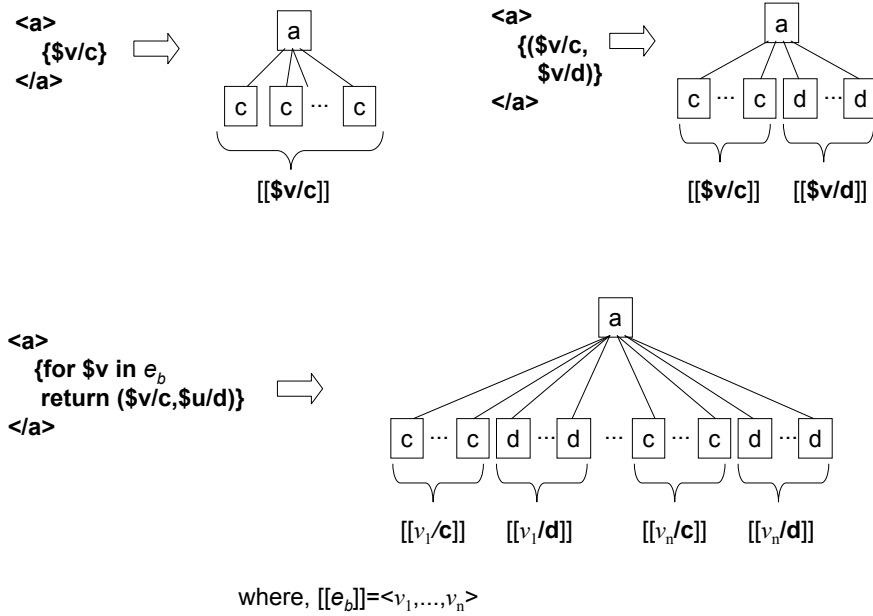 <a>
{$v/c}
</a>
a
c c ... c
[[$v/c]]
<a>
{($v/c,
$v/d)}
</a>
a
c ... c d ... d
[[$v/c]] [[$v/d]]
<a>
{for $v in e_b
return ($v/c,$u/d)}
</a>
a
c ... c d ... d ... c ... c d ... d
[[v_1/c]] [[v_1/d]] [[v_n/c]] [[v_n/d]]
where, [[e_b]]=<v_1,...,v_n>